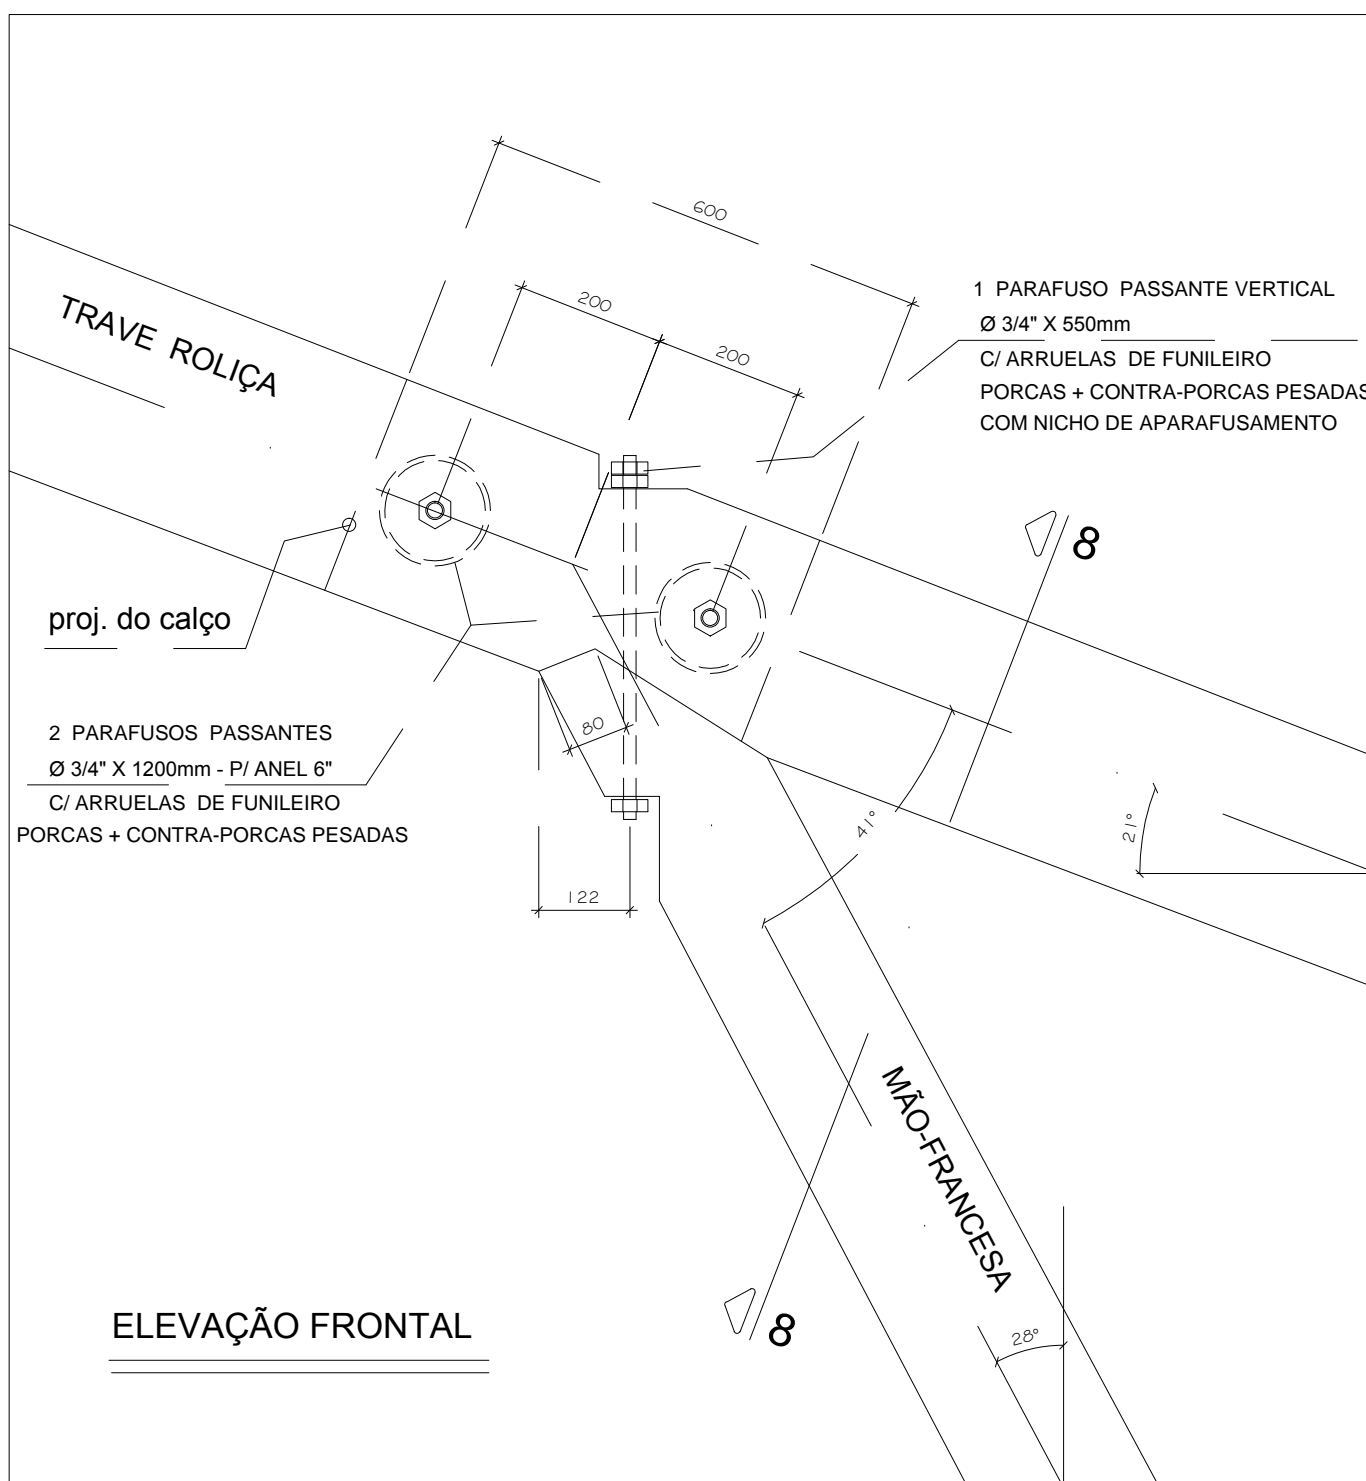 600
200
200
TRAVE ROLIÇA
1 PARAFUSO PASSANTE VERTICAL
Ø 3/4" X 550mm
C/ ARRUELAS DE FUNILEIRO
PORCAS + CONTRA-PORCAS PESADAS
COM NICHO DE APARAFUSAMENTO
8
proj. do calço
2 PARAFUSOS PASSANTES
Ø 3/4" X 1200mm - P/ ANEL 6"
C/ ARRUELAS DE FUNILEIRO
PORCAS + CONTRA-PORCAS PESADAS
80
41°
21°
122
MÃO-FRANCESA
8
28°
ELEVAÇÃO FRONTAL